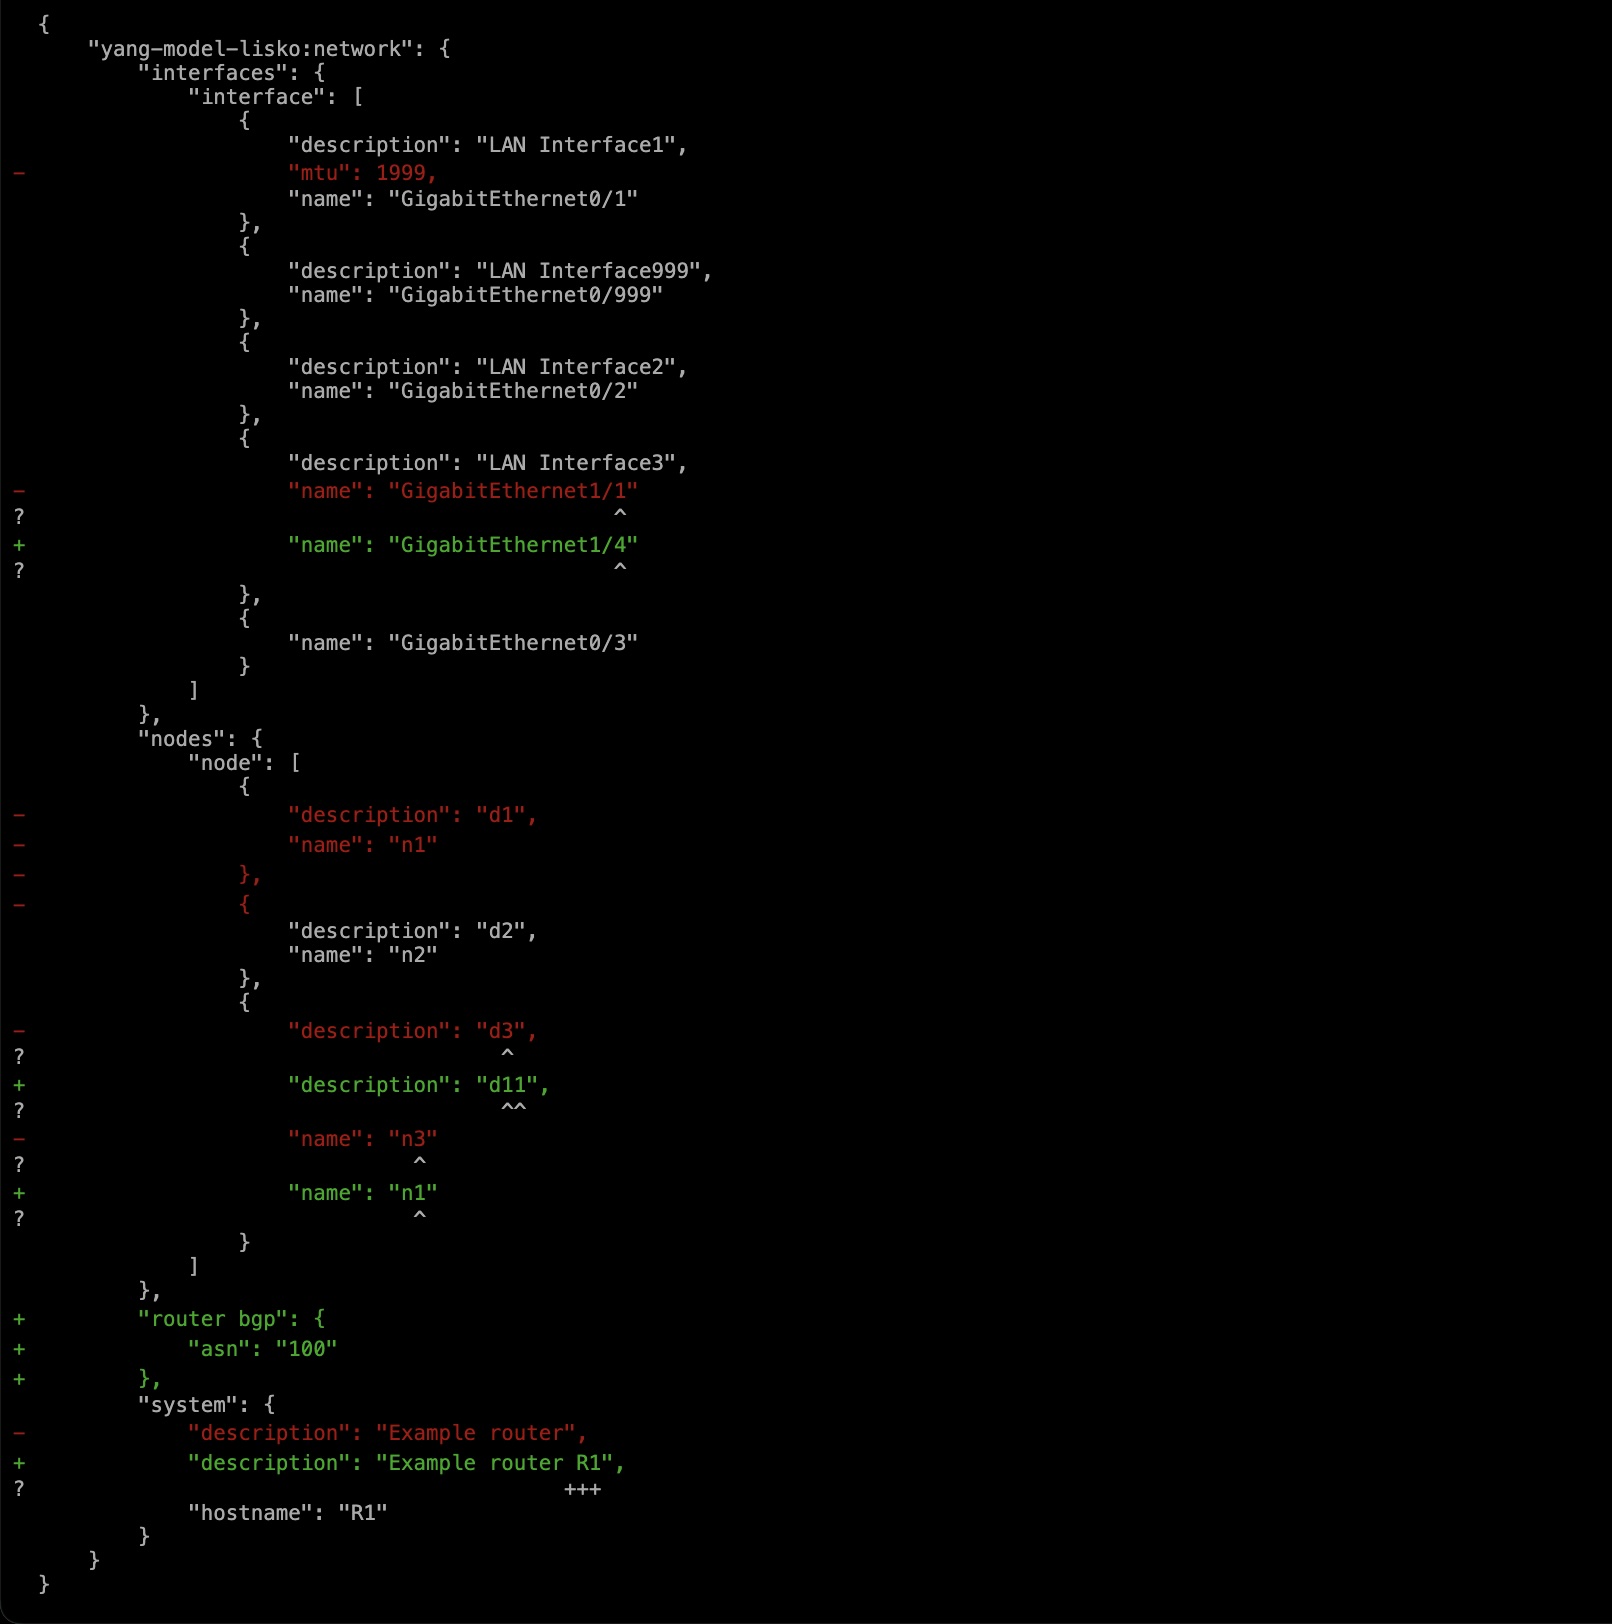 {
    "yang-model-lisko:network": {
        "interfaces": {
            "interface": [
                {
                    "description": "LAN Interface1",
-                     "mtu": 1999,
                    "name": "GigabitEthernet0/1"
                },
                {
                    "description": "LAN Interface999",
                    "name": "GigabitEthernet0/999"
                },
                {
                    "description": "LAN Interface2",
                    "name": "GigabitEthernet0/2"
                },
                {
                    "description": "LAN Interface3",
-                     "name": "GigabitEthernet1/1"
?                                               ^
+                     "name": "GigabitEthernet1/4"
?                                               ^
                },
                {
                    "name": "GigabitEthernet0/3"
                }
            ]
        },
        "nodes": {
            "node": [
                {
-                     "description": "d1",
-                     "name": "n1"
-                 },
-                 {
                    "description": "d2",
                    "name": "n2"
                },
                {
-                     "description": "d3",
?                                      ^
+                     "description": "d11",
?                                      ^^
-                     "name": "n3"
?                               ^
+                     "name": "n1"
?                               ^
                }
            ]
        },
+         "router bgp": {
+             "asn": "100"
+         },
        "system": {
-             "description": "Example router",
+             "description": "Example router R1",
?                                           +++
            "hostname": "R1"
        }
    }
}